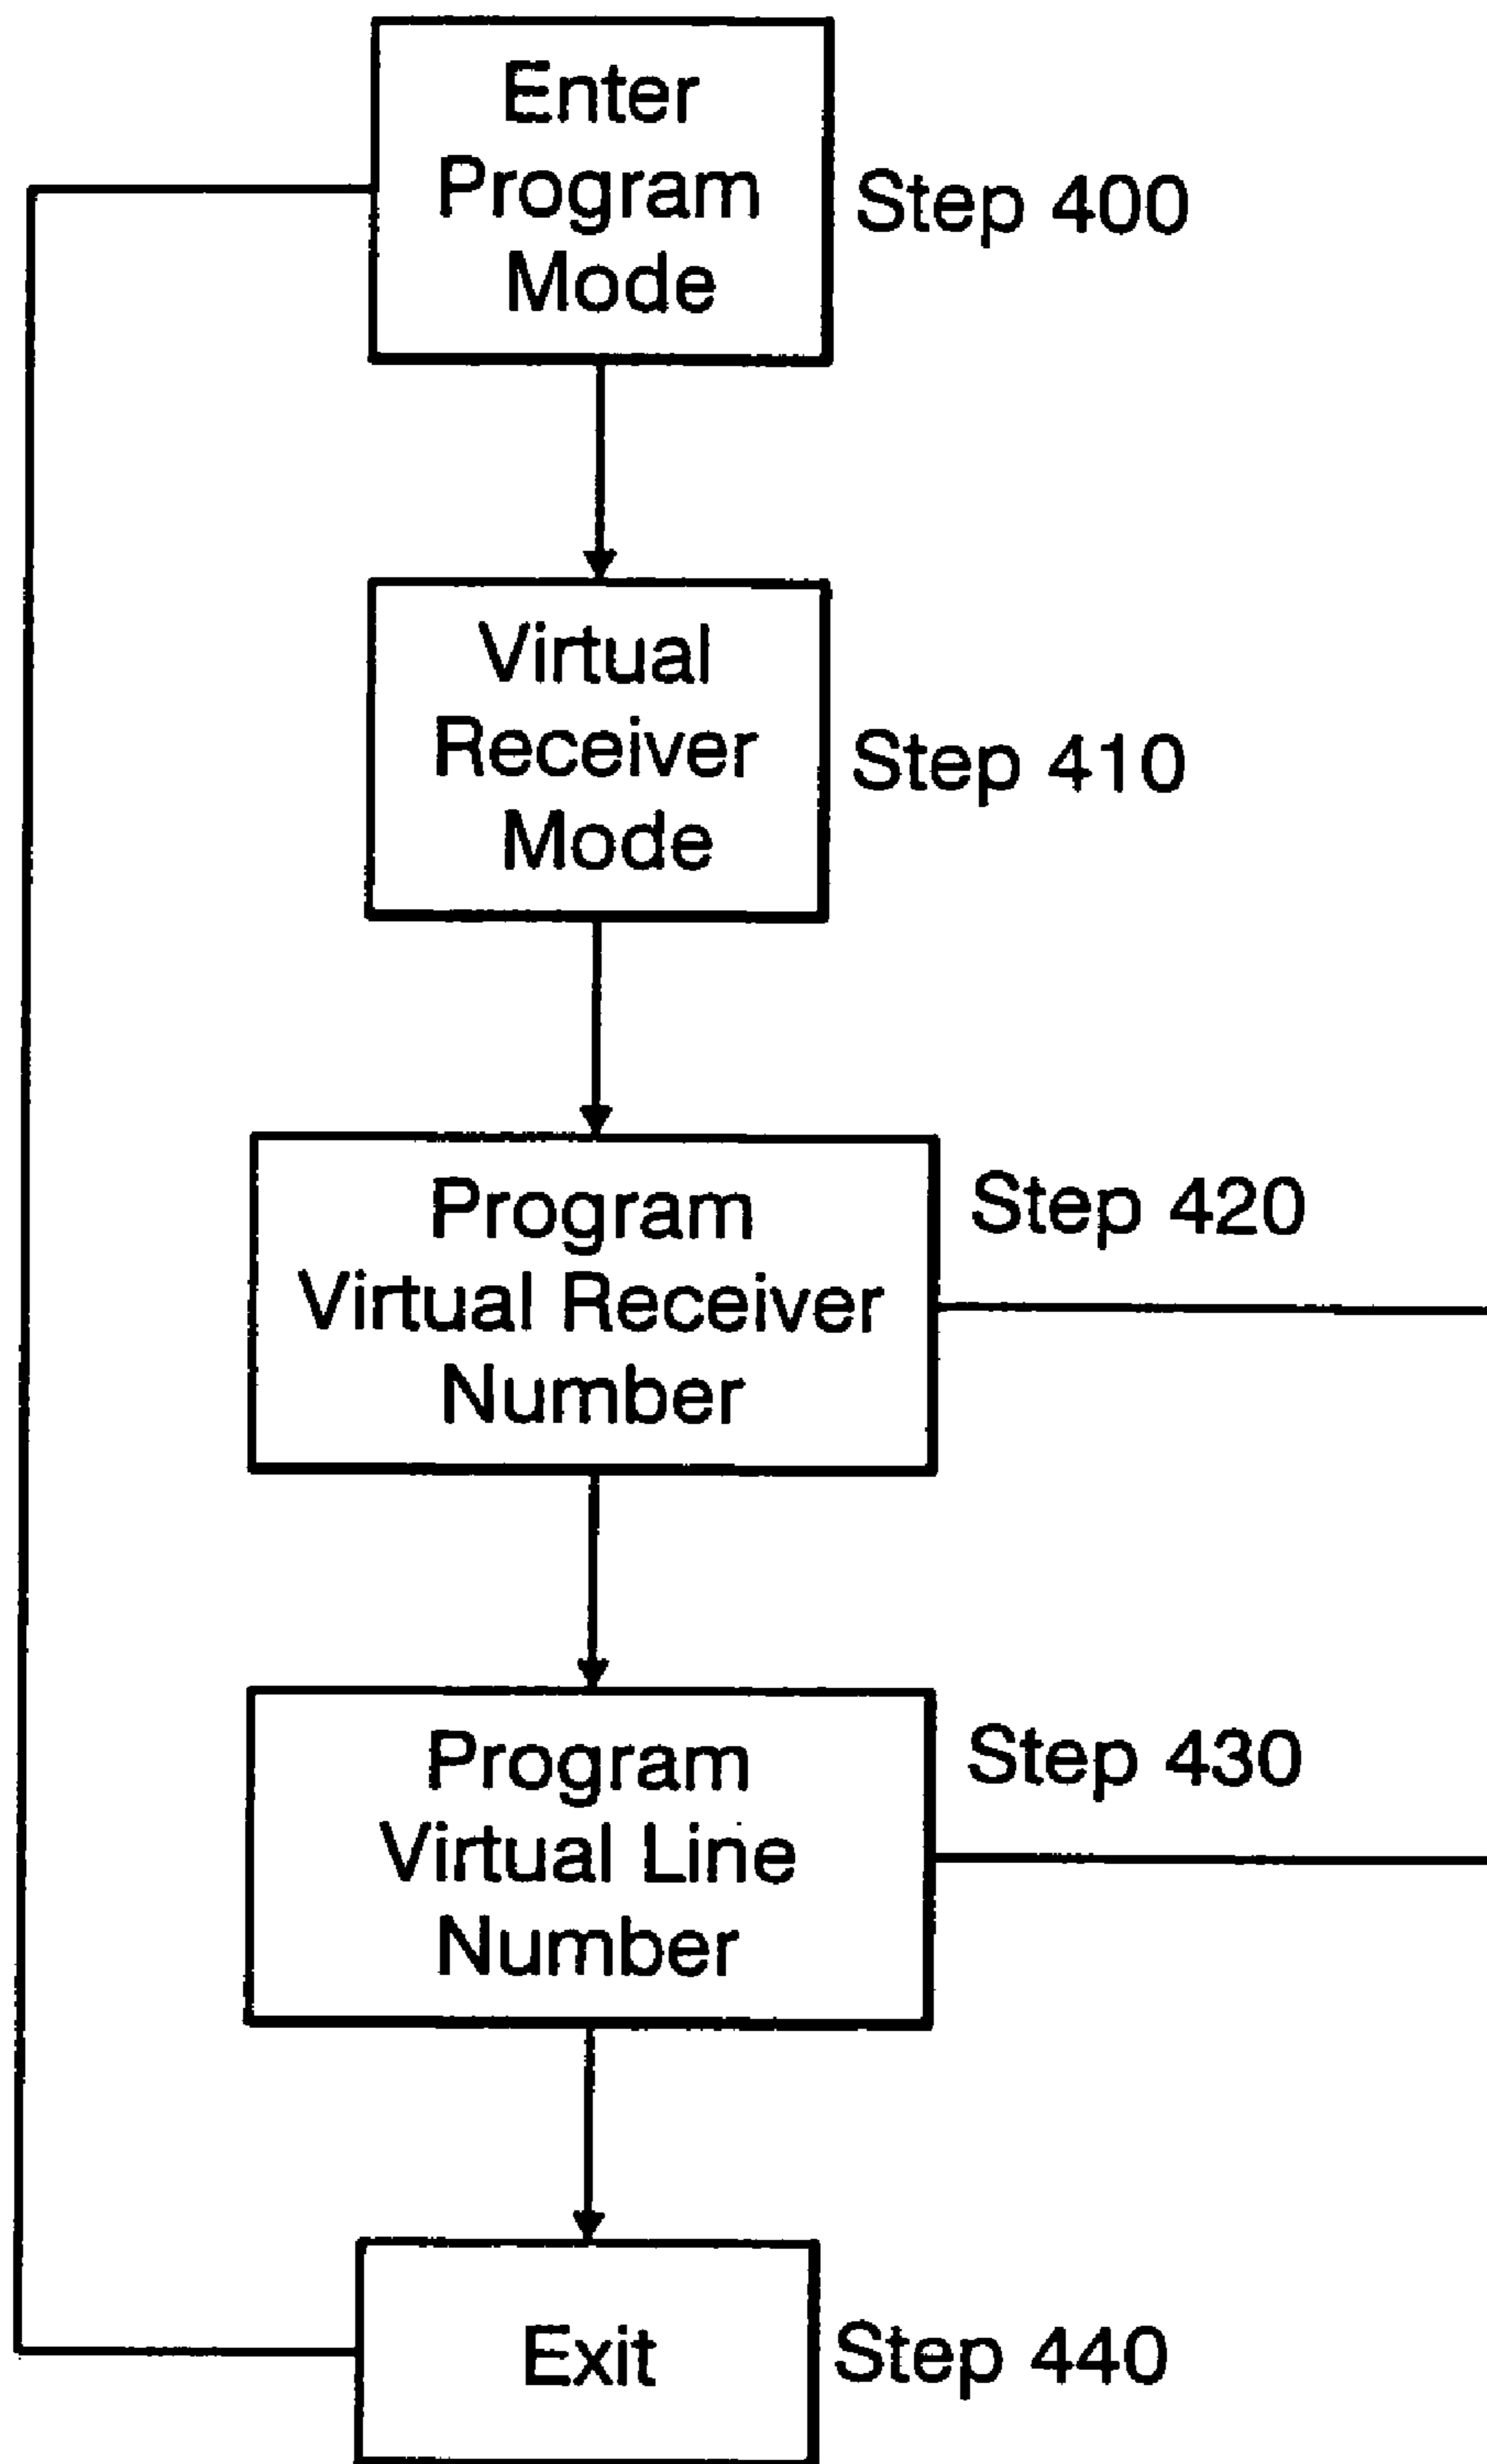 Enter
Program
Mode
Step 400
Virtual
Receiver
Mode
Step 410
Program
Virtual Receiver
Number
Step 420
Program
Virtual Line
Number
Step 430
Exit
Step 440